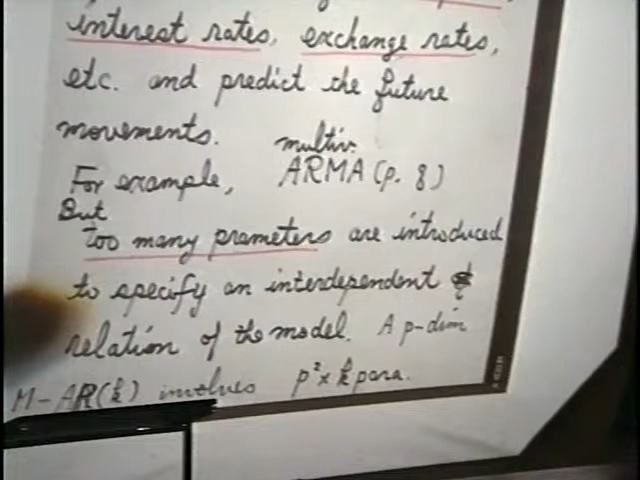 interest rates, exchange rates,
etc. and predict the future
movements.
multiv.
For example, ARMA (p. q)
But
too many prameters are introduced
to specify an interdependent
relation of the model. A p-dim
M-AR(k) involves p²×k para.